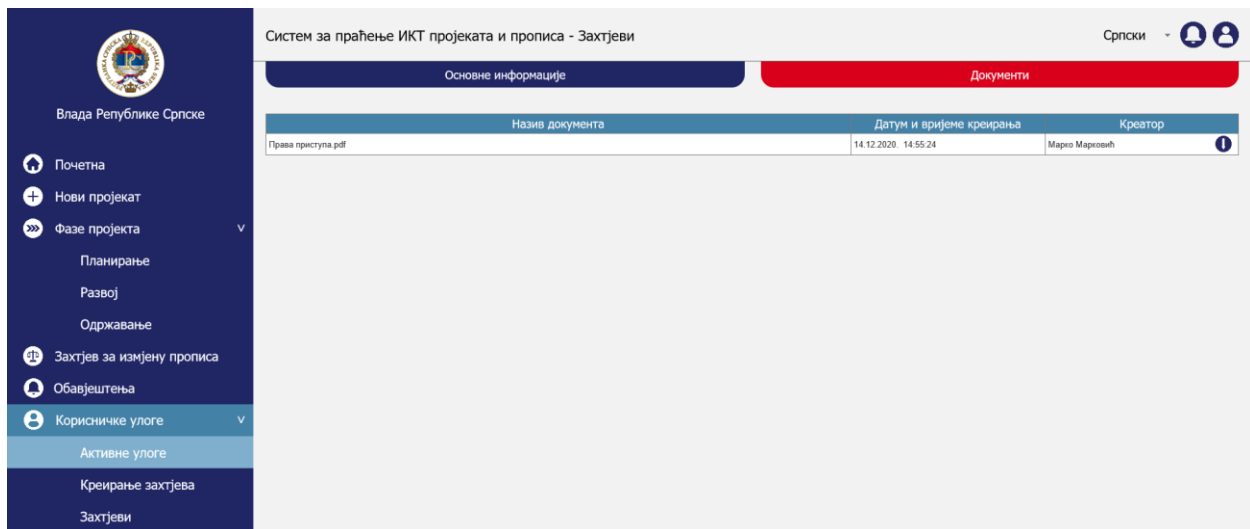 Влада Републике Српске
Почетна
Нови пројекат
Фазе пројекта
Планирање
Развој
Одржавање
Захтјев за измјену прописа
Обавјештења
Корисничке улоге
Активне улоге
Креирање захтјева
Захтјеви
Систем за праћење ИКТ пројеката и прописа - Захтјеви
Српски
Основне информације
Документи
Назив документа Датум и вријеме креирања Креатор
Права приступа.pdf 14.12.2020. 14:55:24 Марко Марковић